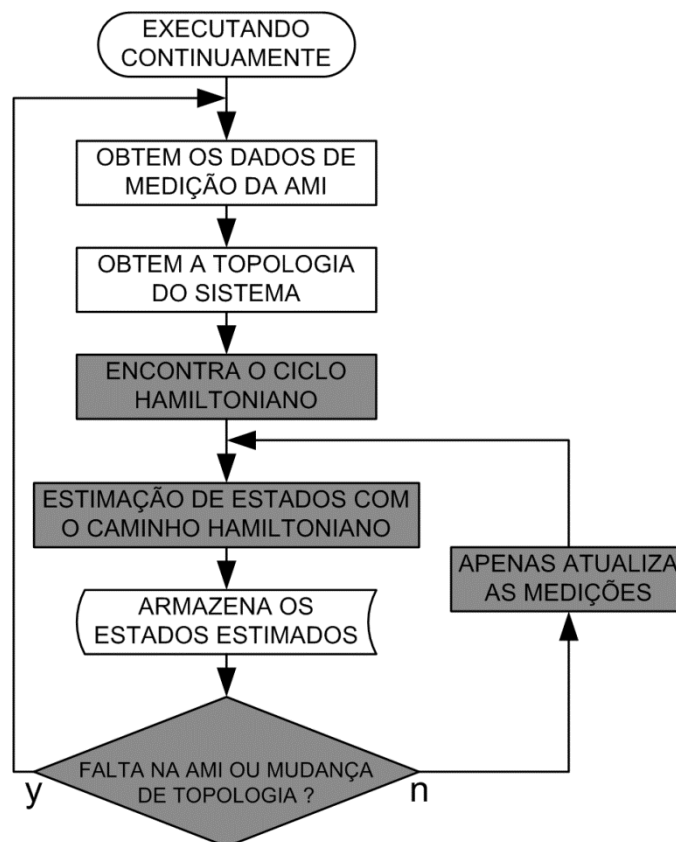 EXECUTANDO
CONTINUAMENTE
OBTEM OS DADOS DE
MEDIÇÃO DA AMI
OBTEM A TOPOLOGIA
DO SISTEMA
ENCONTRA O CICLO
HAMILTONIANO
ESTIMAÇÃO DE ESTADOS COM
O CAMINHO HAMILTONIANO
APENAS ATUALIZA
AS MEDIÇÕES
ARMAZENA OS
ESTADOS ESTIMADOS
FALTA NA AMI OU MUDANÇA
DE TOPOLOGIA ?
y
n